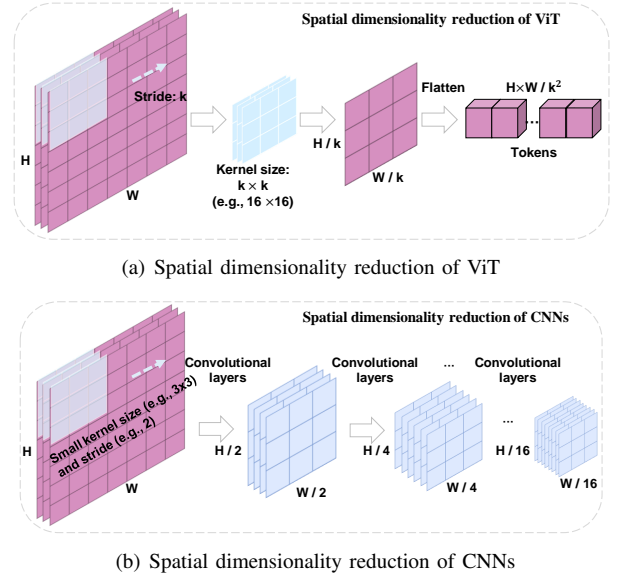 Spatial dimensionality reduction of ViT
Stride: k
H
W
Kernel size:
k × k
(e.g., 16 ×16)
H / k
W / k
Flatten
H×W / k²
...
Tokens
(a) Spatial dimensionality reduction of ViT
Spatial dimensionality reduction of CNNs
Small kernel size (e.g., 3x3)
and stride (e.g., 2)
H
W
Convolutional
layers
H / 2
W / 2
Convolutional
layers
H / 4
W / 4
...
Convolutional
layers
...
H / 16
...
W / 16
(b) Spatial dimensionality reduction of CNNs